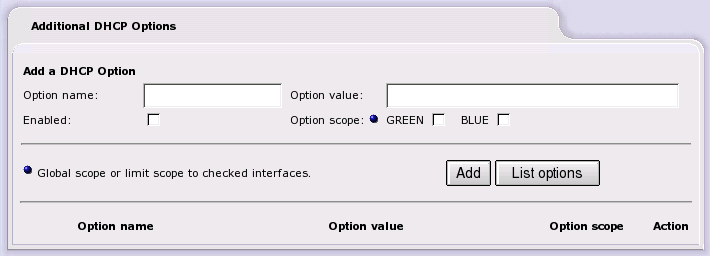 Additional DHCP Options
Add a DHCP Option
Option name: Option value:
Enabled: Option scope: GREEN BLUE
Global scope or limit scope to checked interfaces. Add List options
Option name Option value Option scope Action